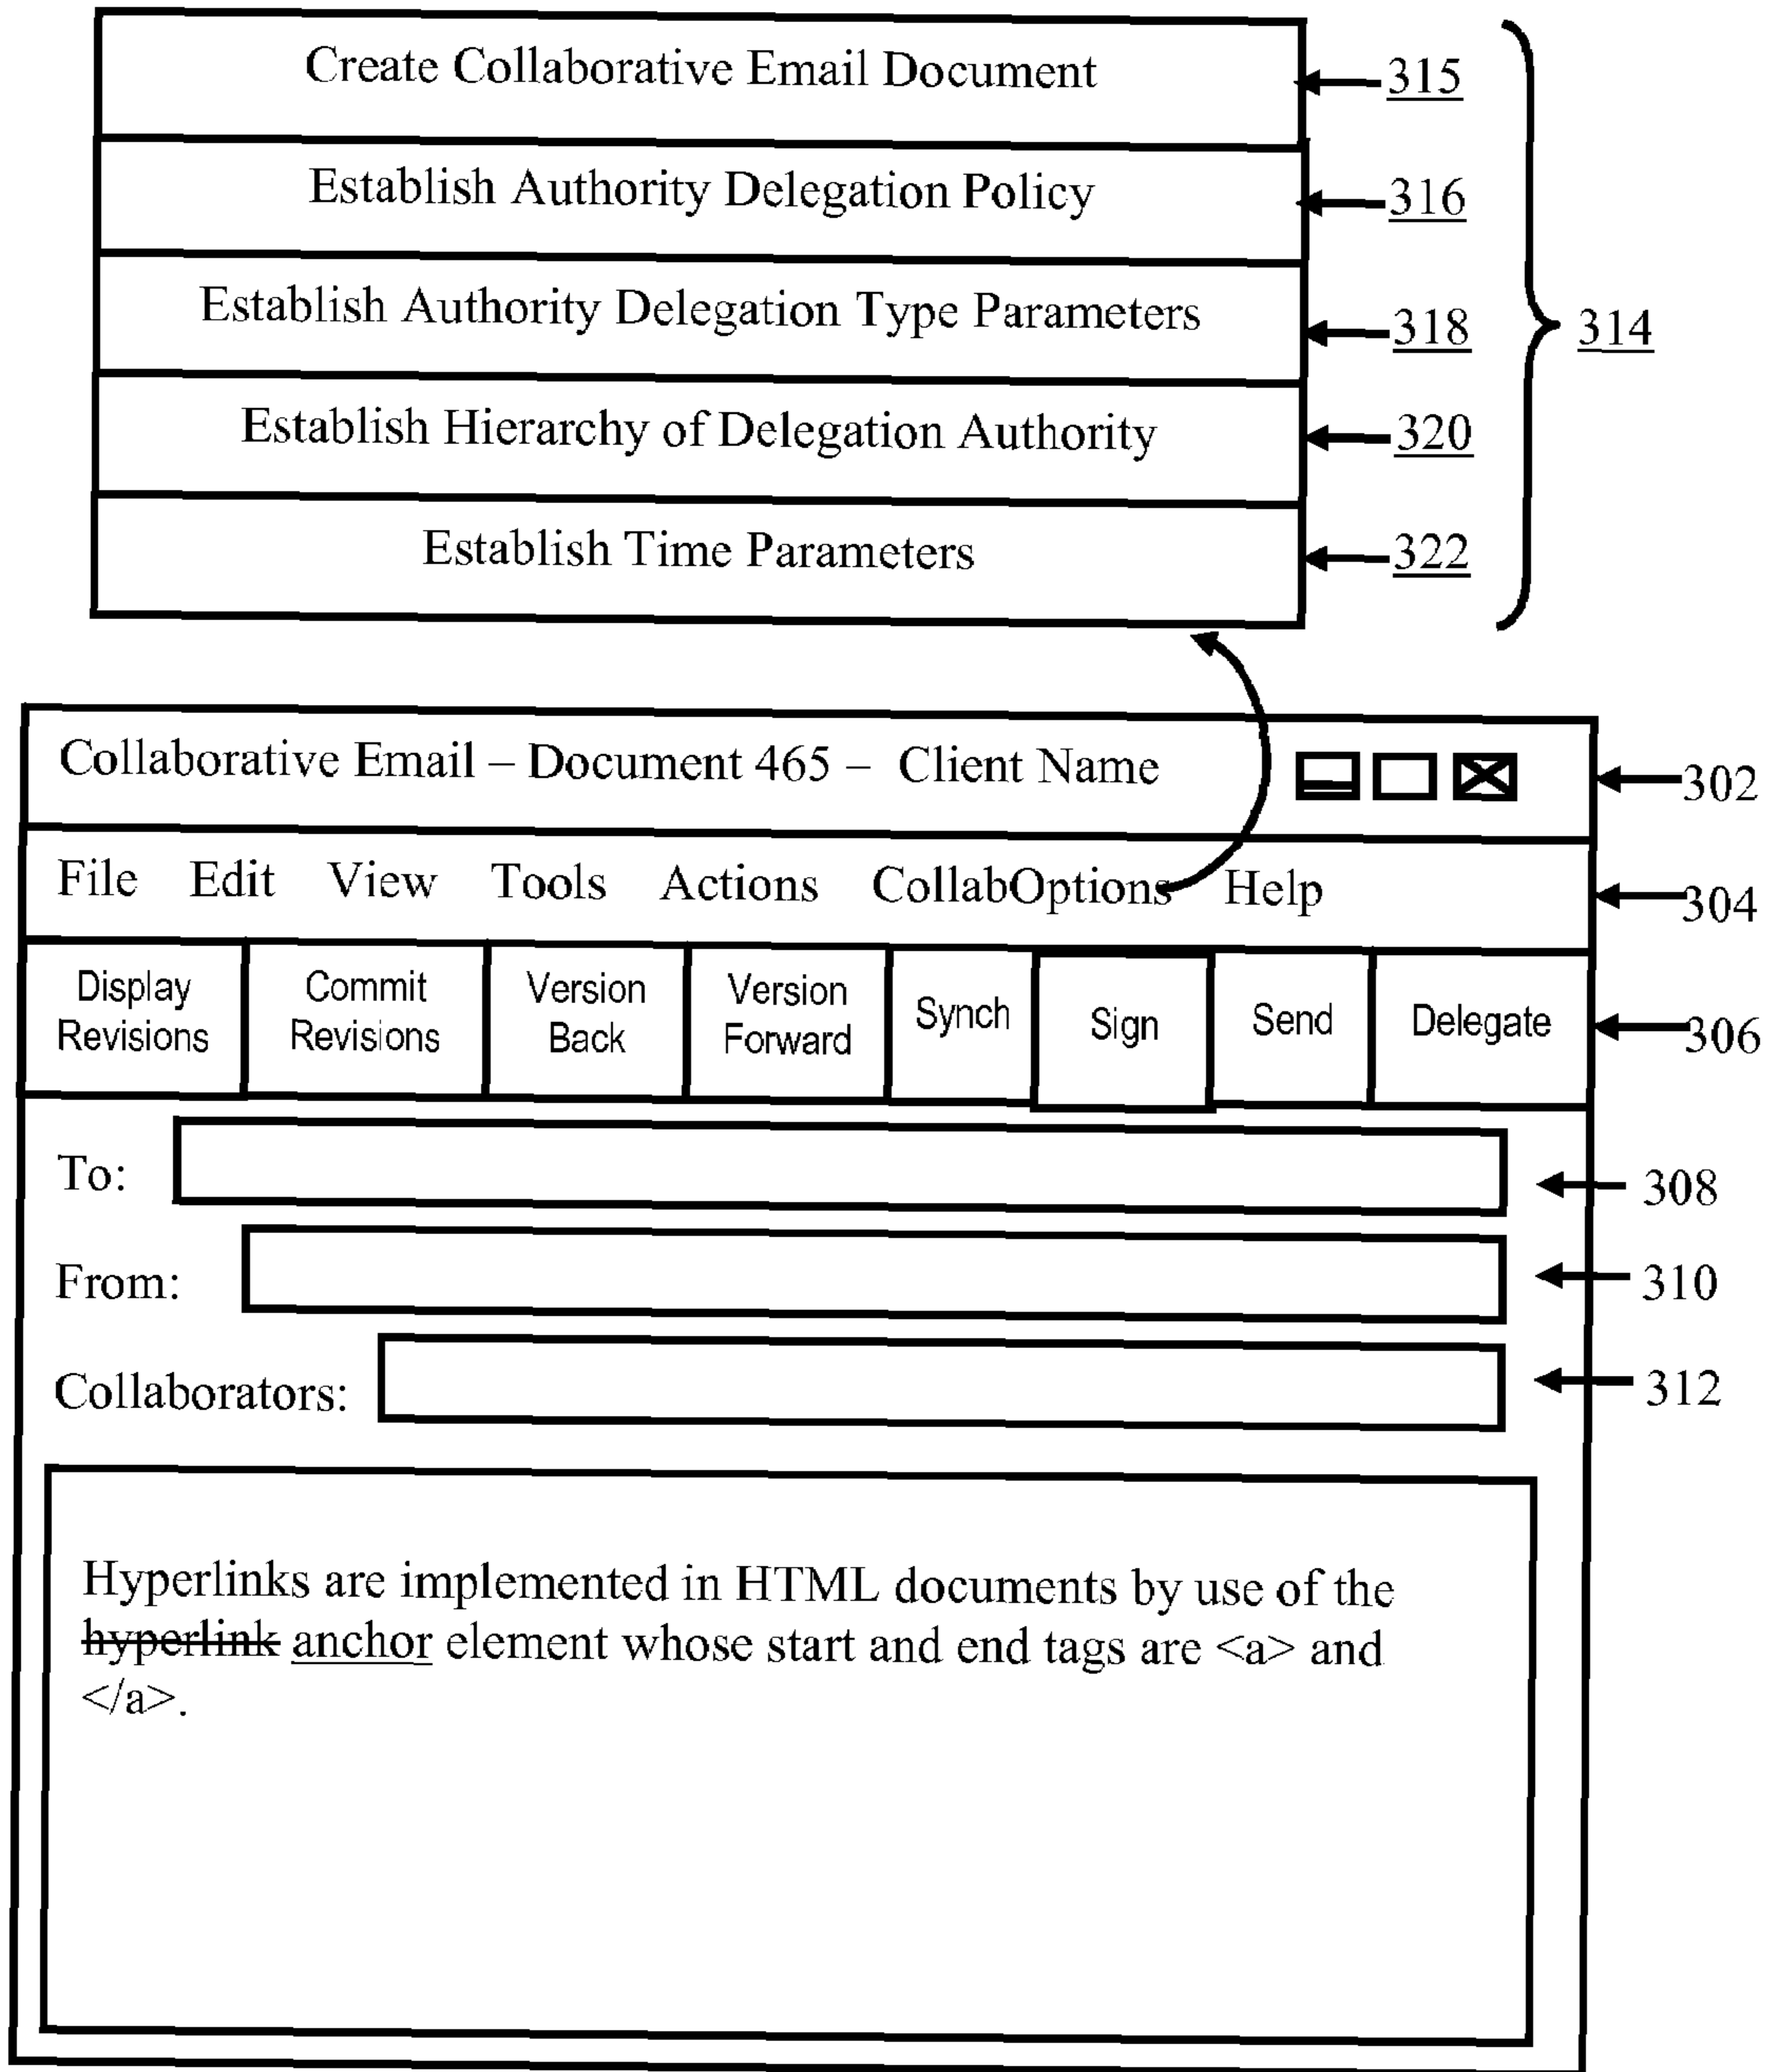 Create Collaborative Email Document 315
Establish Authority Delegation Policy 316
Establish Authority Delegation Type Parameters 318
314
Establish Hierarchy of Delegation Authority 320
Establish Time Parameters 322
Collaborative Email – Document 465 – Client Name 302
File Edit View Tools Actions CollabOptions Help 304
Display Revisions Commit Revisions Version Back Version Forward Synch Sign Send Delegate 306
To: 308
From: 310
Collaborators: 312
Hyperlinks are implemented in HTML documents by use of the
hyperlink anchor element whose start and end tags are <a> and
</a>.